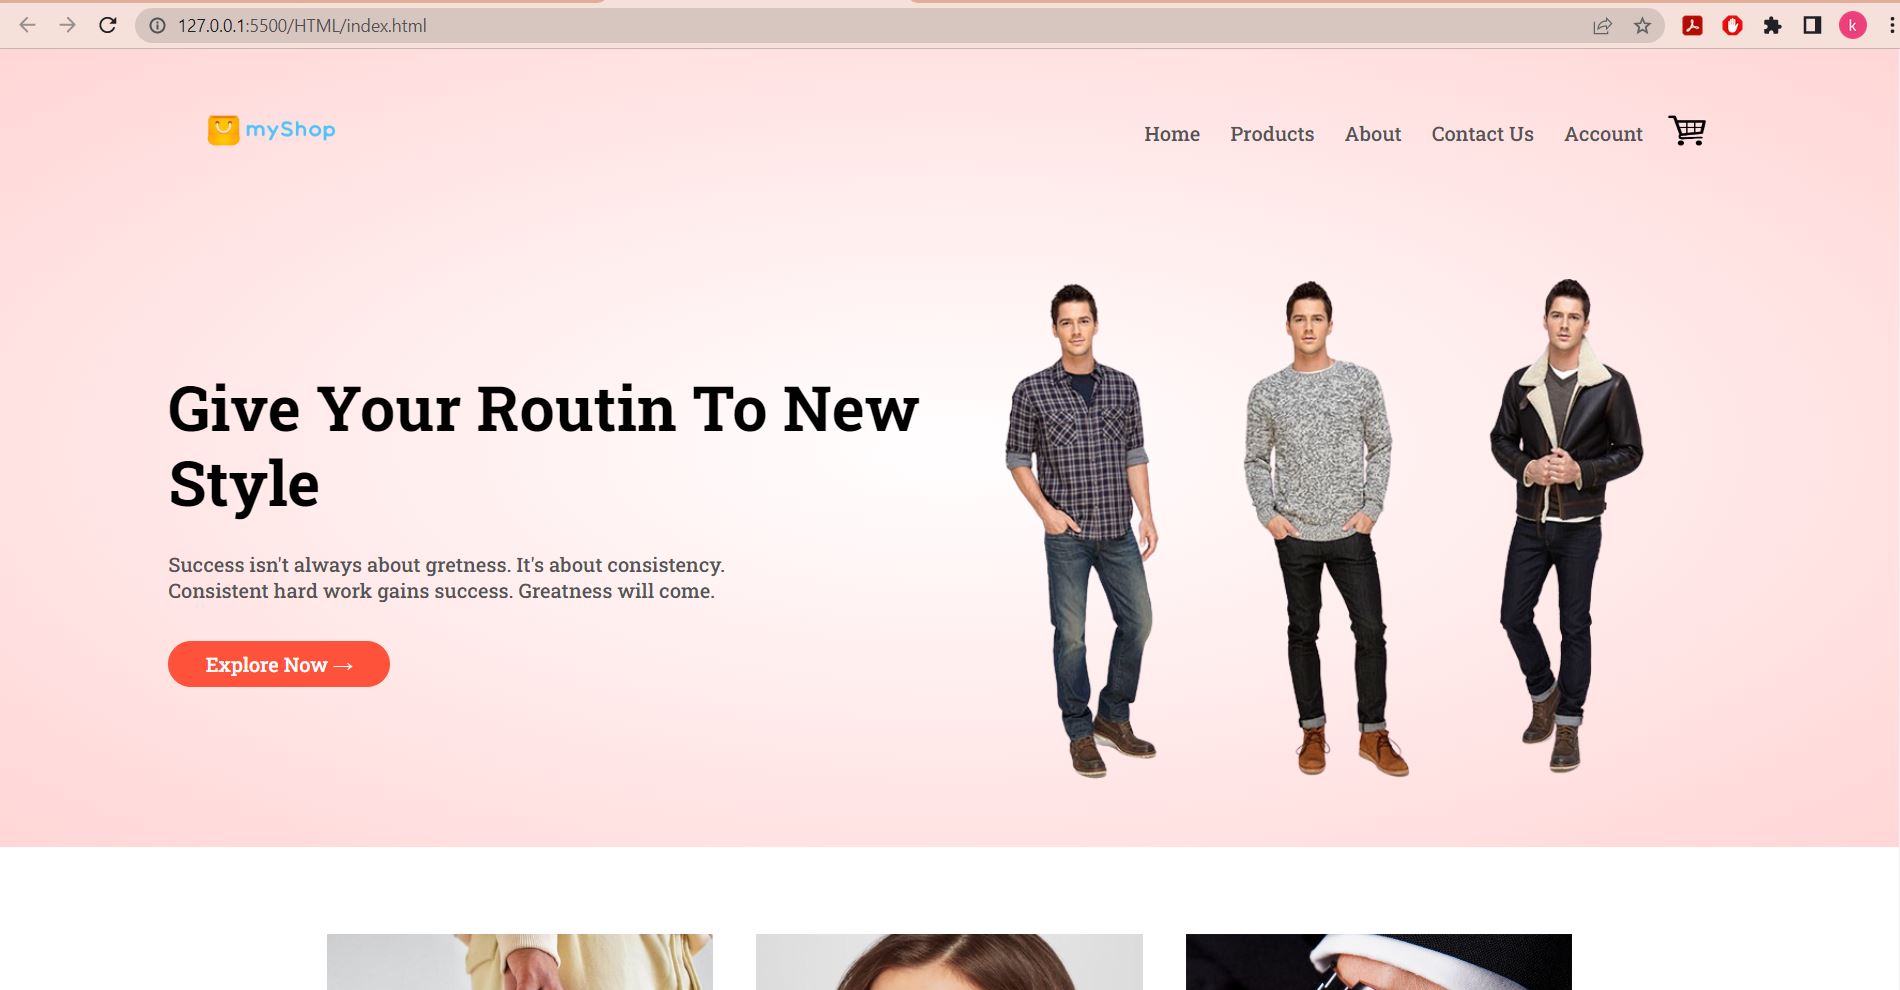 127.0.0.1:5500/HTML/index.html
k
myShop
Home Products About Contact Us Account
Give Your Routin To New
Style
Success isn't always about gretness. It's about consistency.
Consistent hard work gains success. Greatness will come.
Explore Now →